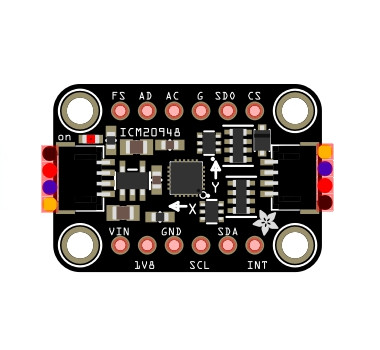 FS AD AC G SDO CS
on
ICM20948
Y
X
VIN GND SDA
1V8 SCL INT